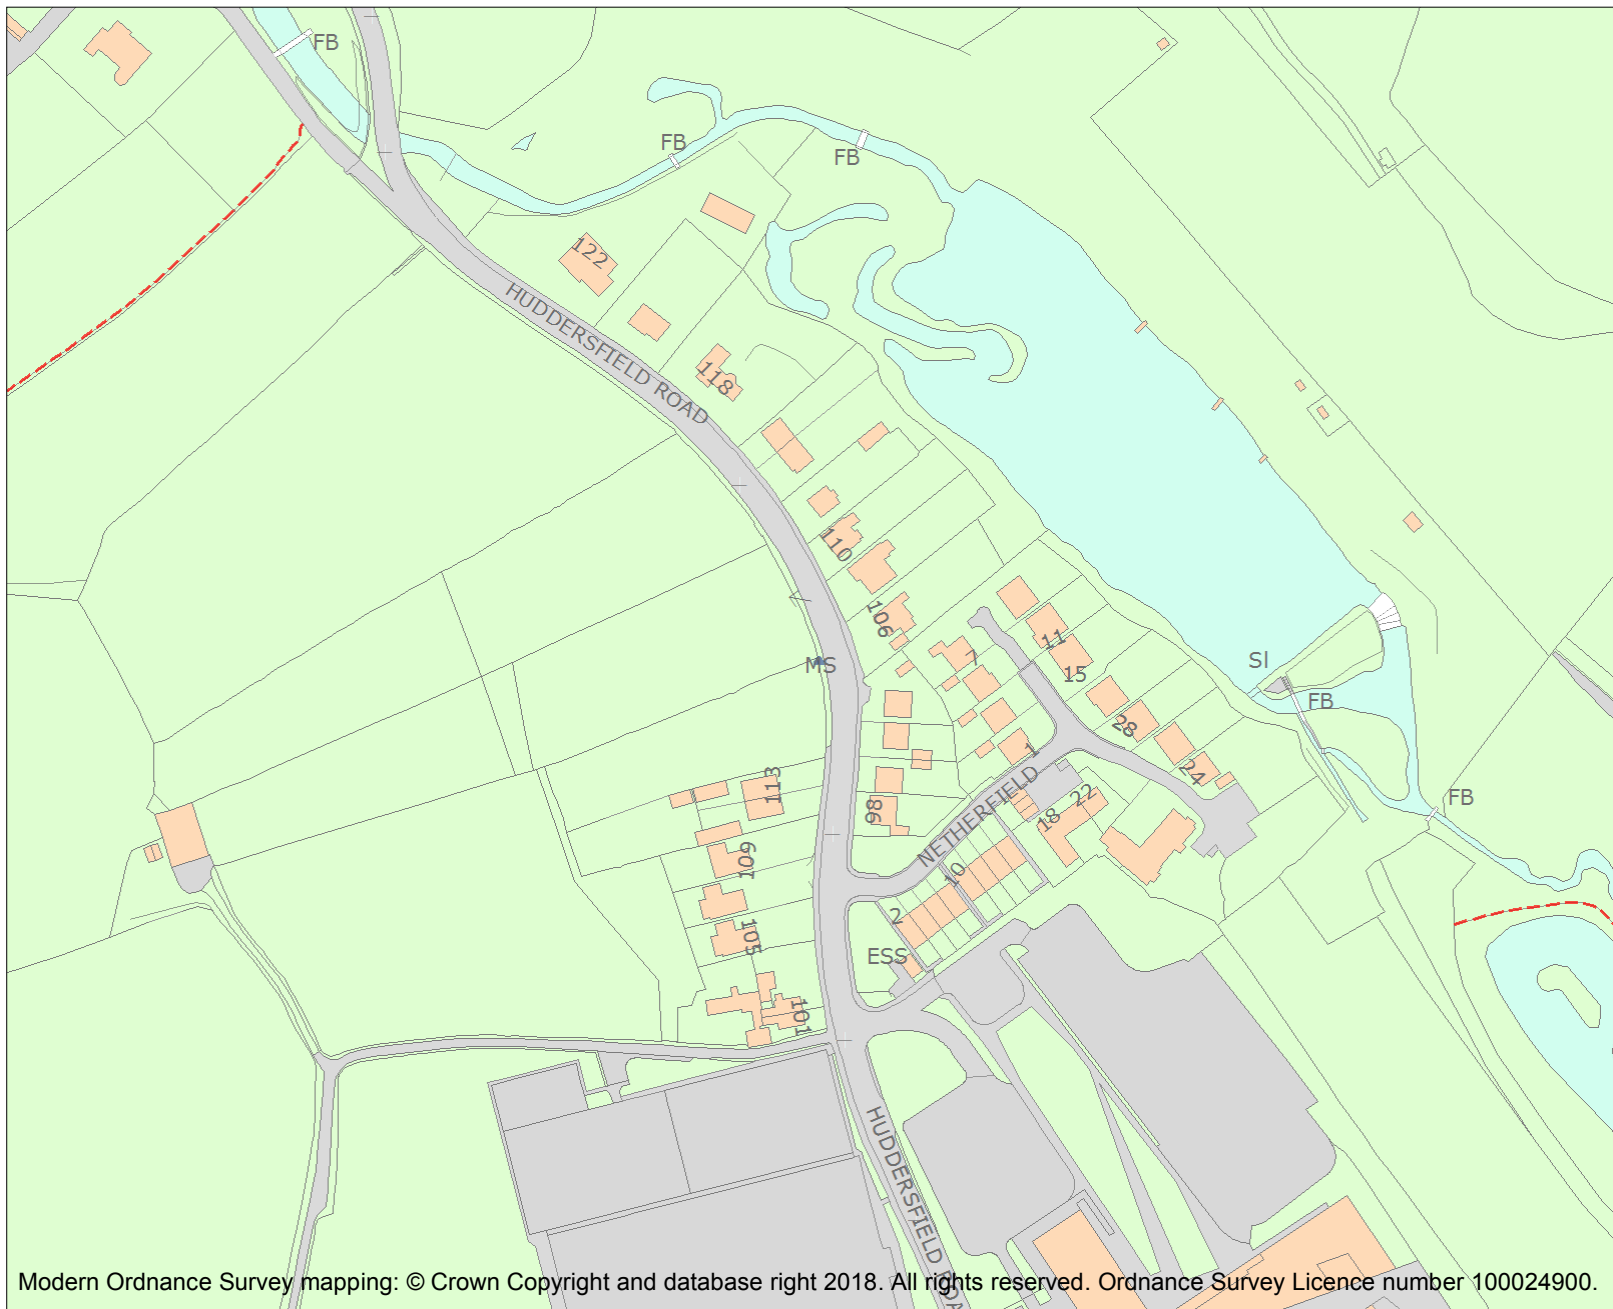 FB
FB
FB
122
HUDDERSFIELD ROAD
118
110
106
7
11
15
MS
Sl
FB
28
1
24
113
98
NETHERFIELD
22
18
FB
109
10
2
105
ESS
101
HUDDERSFIELD ROA
Modern Ordnance Survey mapping: © Crown Copyright and database right 2018. All rights reserved. Ordnance Survey Licence number 100024900.